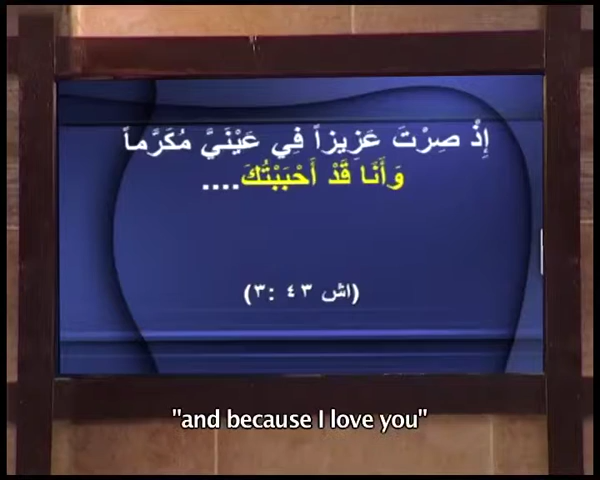 إِذْ صِرْتَ عَزِيزاً فِي عَيْنَيَّ مُكَرَّماً
وَأَنَا قَدْ أَحْبَبْتُكَ....
(اش ٤٣ :٣)
"and because I love you"